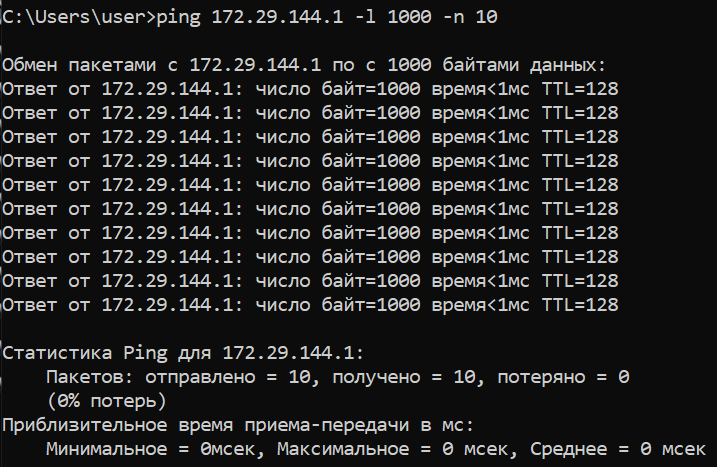 C:\Users\user>ping 172.29.144.1 -l 1000 -n 10
Обмен пакетами с 172.29.144.1 по с 1000 байтами данных:
Ответ от 172.29.144.1: число байт=1000 время<1мс TTL=128
Ответ от 172.29.144.1: число байт=1000 время<1мс TTL=128
Ответ от 172.29.144.1: число байт=1000 время<1мс TTL=128
Ответ от 172.29.144.1: число байт=1000 время<1мс TTL=128
Ответ от 172.29.144.1: число байт=1000 время<1мс TTL=128
Ответ от 172.29.144.1: число байт=1000 время<1мс TTL=128
Ответ от 172.29.144.1: число байт=1000 время<1мс TTL=128
Ответ от 172.29.144.1: число байт=1000 время<1мс TTL=128
Ответ от 172.29.144.1: число байт=1000 время<1мс TTL=128
Ответ от 172.29.144.1: число байт=1000 время<1мс TTL=128
Статистика Ping для 172.29.144.1:
    Пакетов: отправлено = 10, получено = 10, потеряно = 0
    (0% потерь)
Приблизительное время приема-передачи в мс:
    Минимальное = 0мсек, Максимальное = 0 мсек, Среднее = 0 мсек